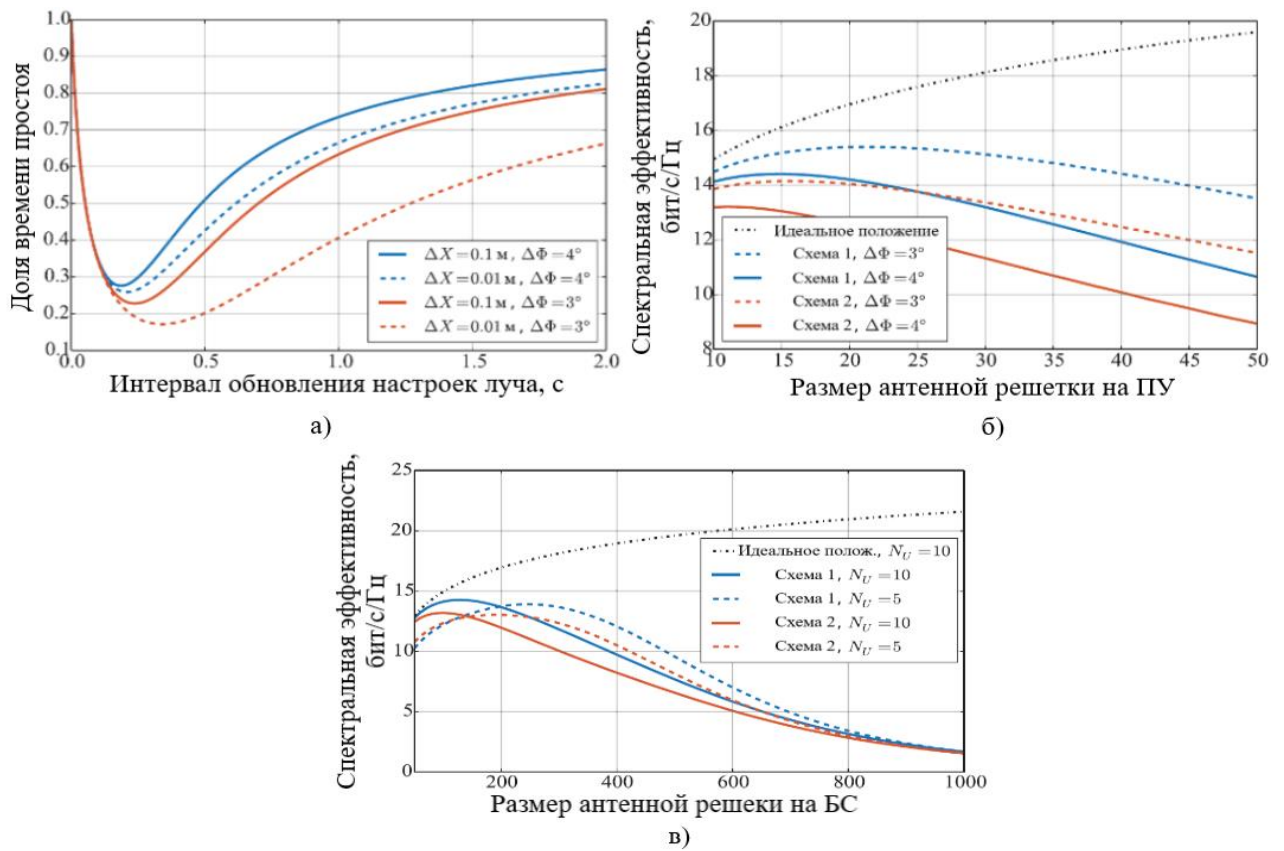 Доля времени простоя
1.0
0.9
0.8
0.7
0.6
0.5
0.4
0.3
0.2
0.1
0.0
0.5
1.0
1.5
2.0
ΔX=0.1 м, ΔΦ=4°
ΔX=0.01 м, ΔΦ=4°
ΔX=0.1 м, ΔΦ=3°
ΔX=0.01 м, ΔΦ=3°
Интервал обновления настроек луча, с
а)
Спектральная эффективность,
бит/с/Гц
20
18
16
14
12
10
8
10
15
20
25
30
35
40
45
50
Идеальное положение
Схема 1, ΔΦ=3°
Схема 1, ΔΦ=4°
Схема 2, ΔΦ=3°
Схема 2, ΔΦ=4°
Размер антенной решетки на ПУ
б)
Спектральная эффективность,
бит/с/Гц
25
20
15
10
5
0
200
400
600
800
1000
Идеальное полож., N_U=10
Схема 1, N_U=10
Схема 1, N_U=5
Схема 2, N_U=10
Схема 2, N_U=5
Размер антенной решеки на БС
в)